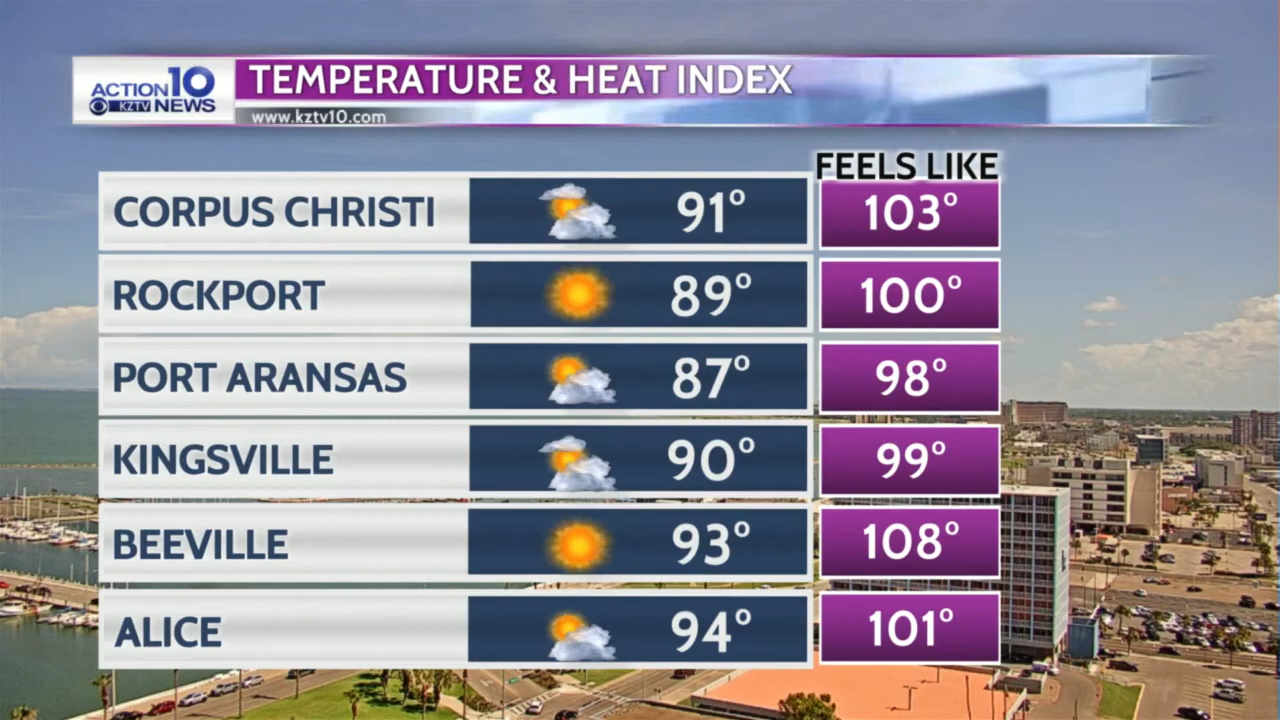 ACTION 10
KZTV NEWS
TEMPERATURE & HEAT INDEX
www.kztv10.com
FEELS LIKE
CORPUS CHRISTI 91° 103°
ROCKPORT 89° 100°
PORT ARANSAS 87° 98°
KINGSVILLE 90° 99°
BEEVILLE 93° 108°
ALICE 94° 101°